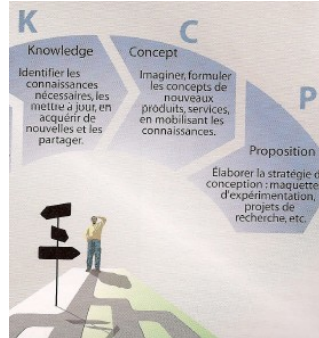 K
C
P
Knowledge
Identifier les
connaissances
nécessaires, les
mettre à jour, en
acquérir de
nouvelles et les
partager.
Concept
Imaginer, formuler
les concepts de
nouveaux
produits, services,
en mobilisant les
connaissances.
Proposition
Élaborer la stratégie d
conception : maquette
d'expérimentation,
projets de
recherche, etc.